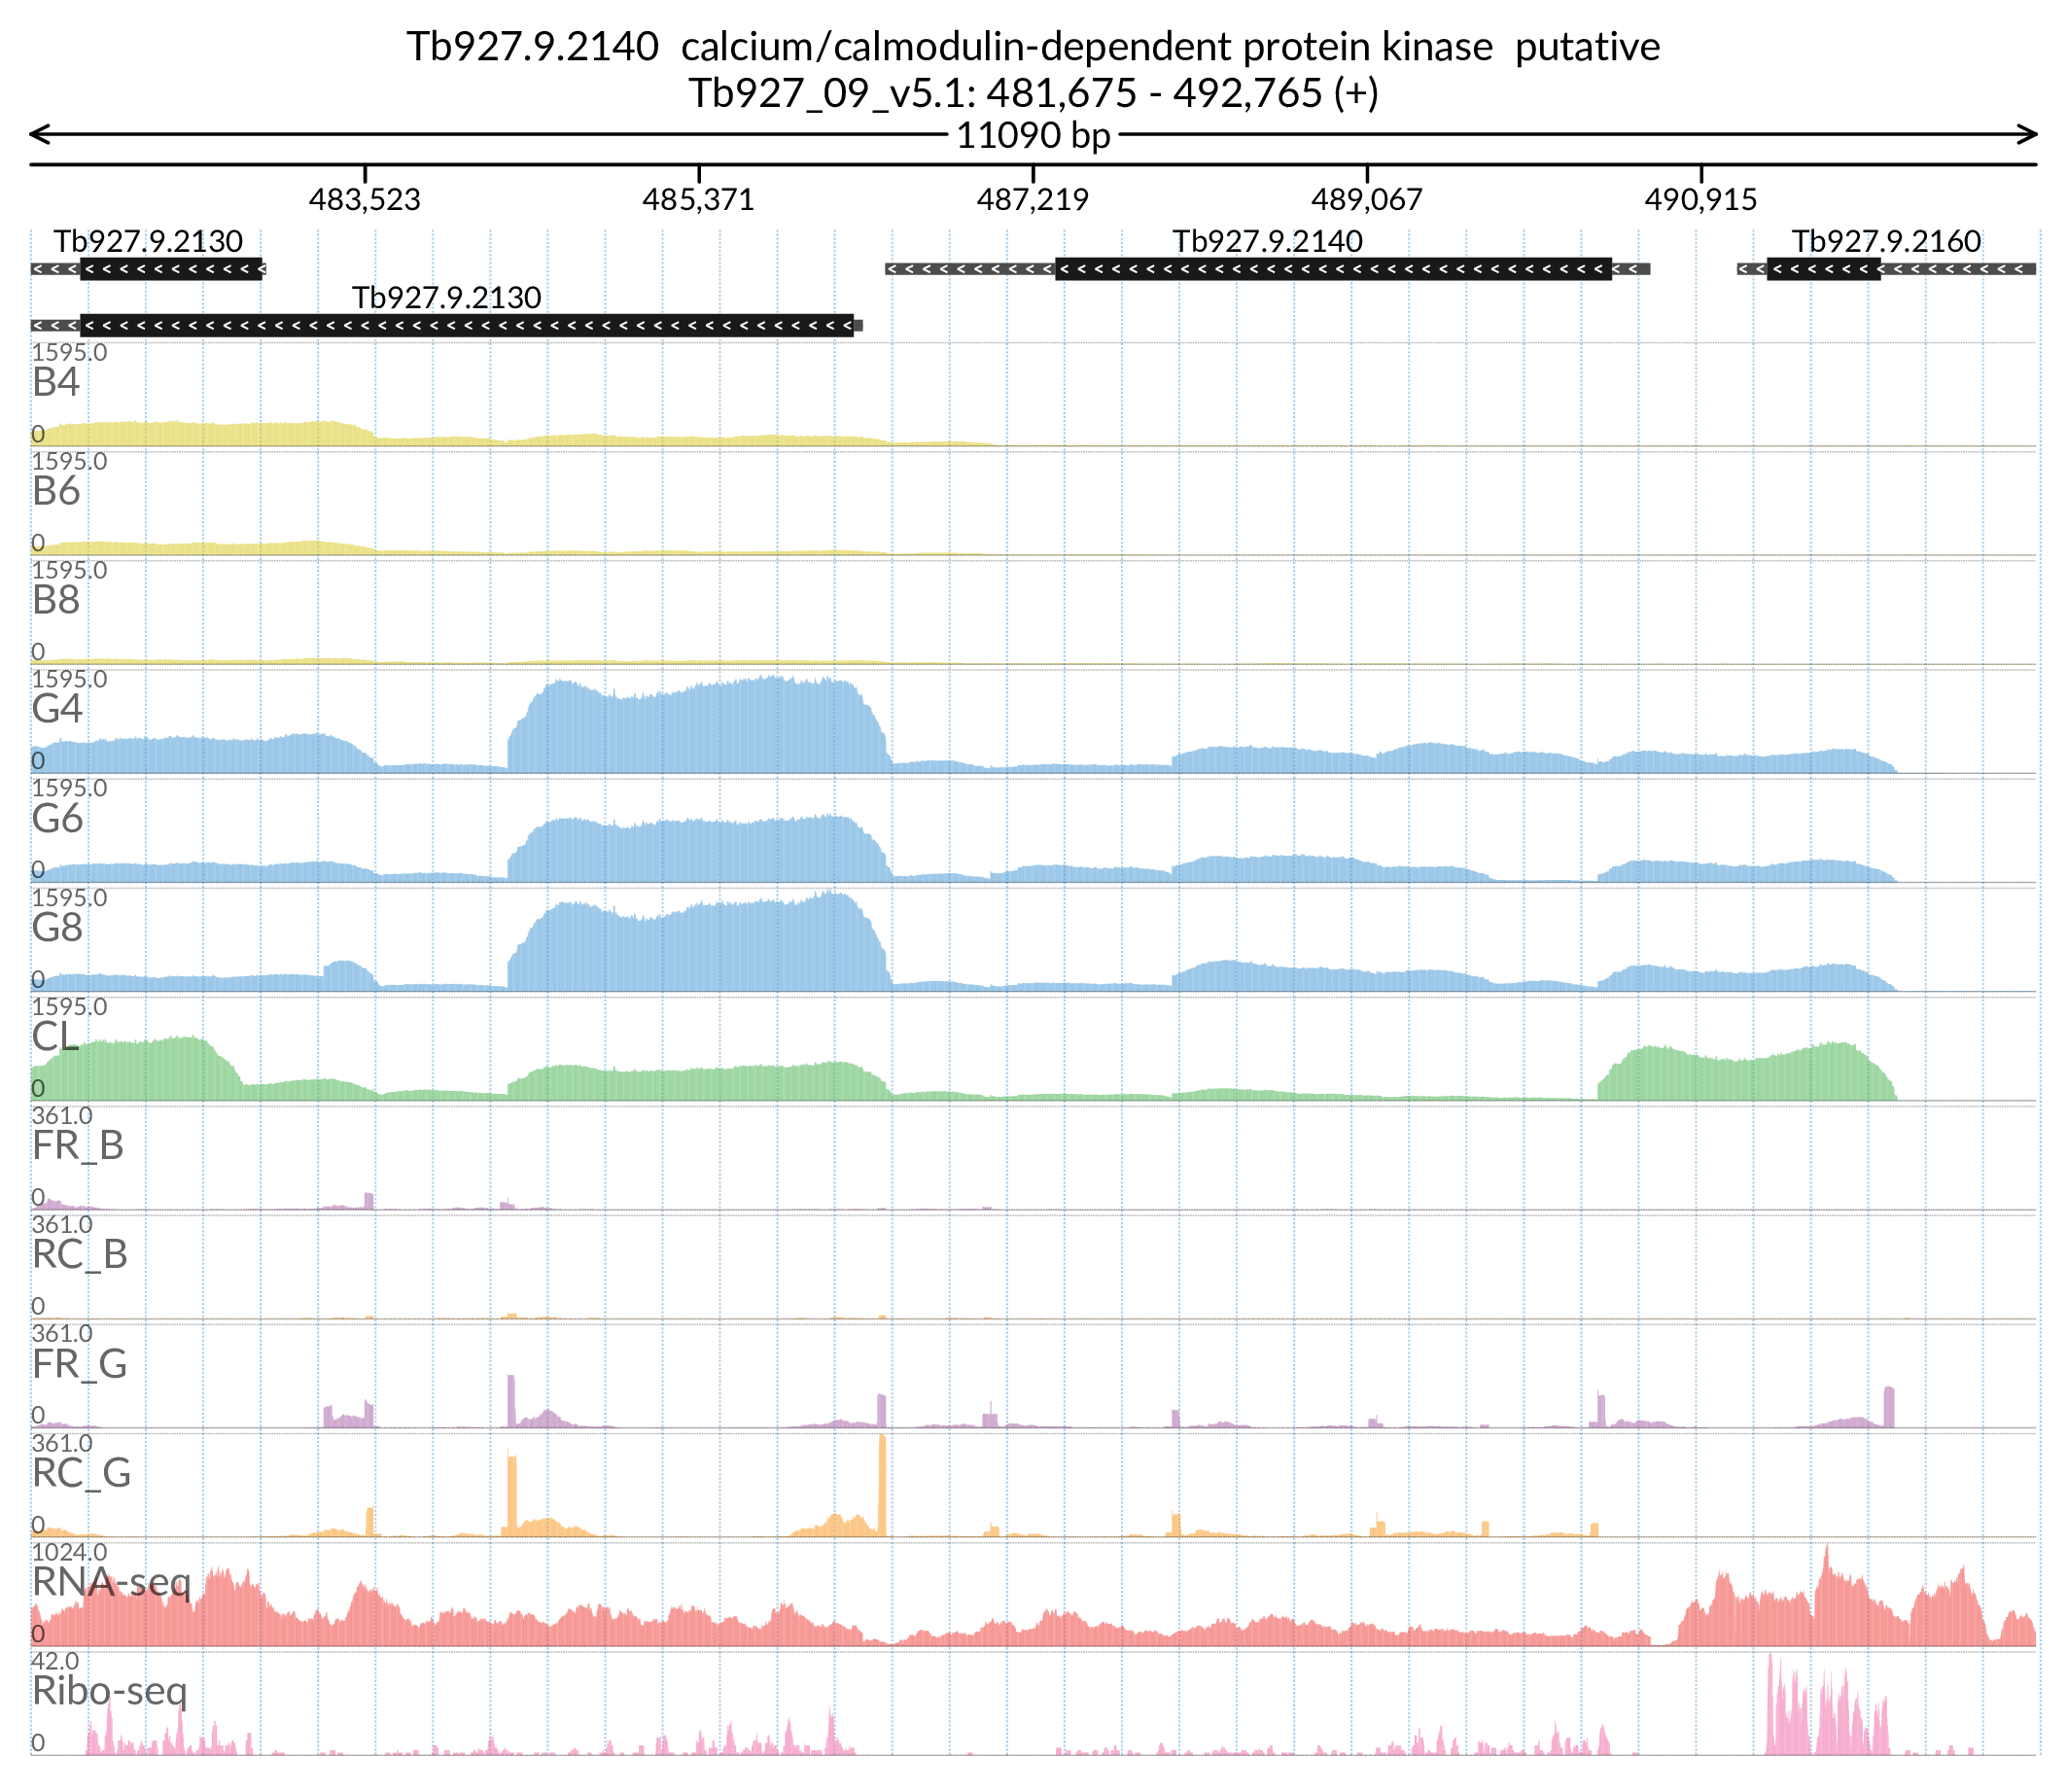 Tb927.9.2140 calcium/calmodulin-dependent protein kinase putative
Tb927_09_v5.1: 481,675 - 492,765 (+)
11090 bp
483,523 485,371 487,219 489,067 490,915
Tb927.9.2130 Tb927.9.2140 Tb927.9.2160
Tb927.9.2130
1595.0
B4
0
1595.0
B6
0
1595.0
B8
0
1595.0
G4
0
1595.0
G6
0
1595.0
G8
0
1595.0
CL
0
361.0
FR_B
0
361.0
RC_B
0
361.0
FR_G
0
361.0
RC_G
0
1024.0
RNA-seq
0
42.0
Ribo-seq
0